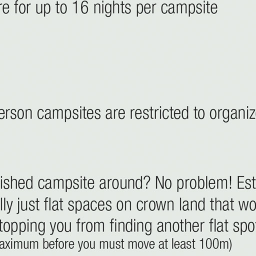 re for up to 16 nights per campsite
erson campsites are restricted to organiz
ished campsite around? No problem! Est
lly just flat spaces on crown land that wo
topping you from finding another flat spo
aximum before you must move at least 100m)